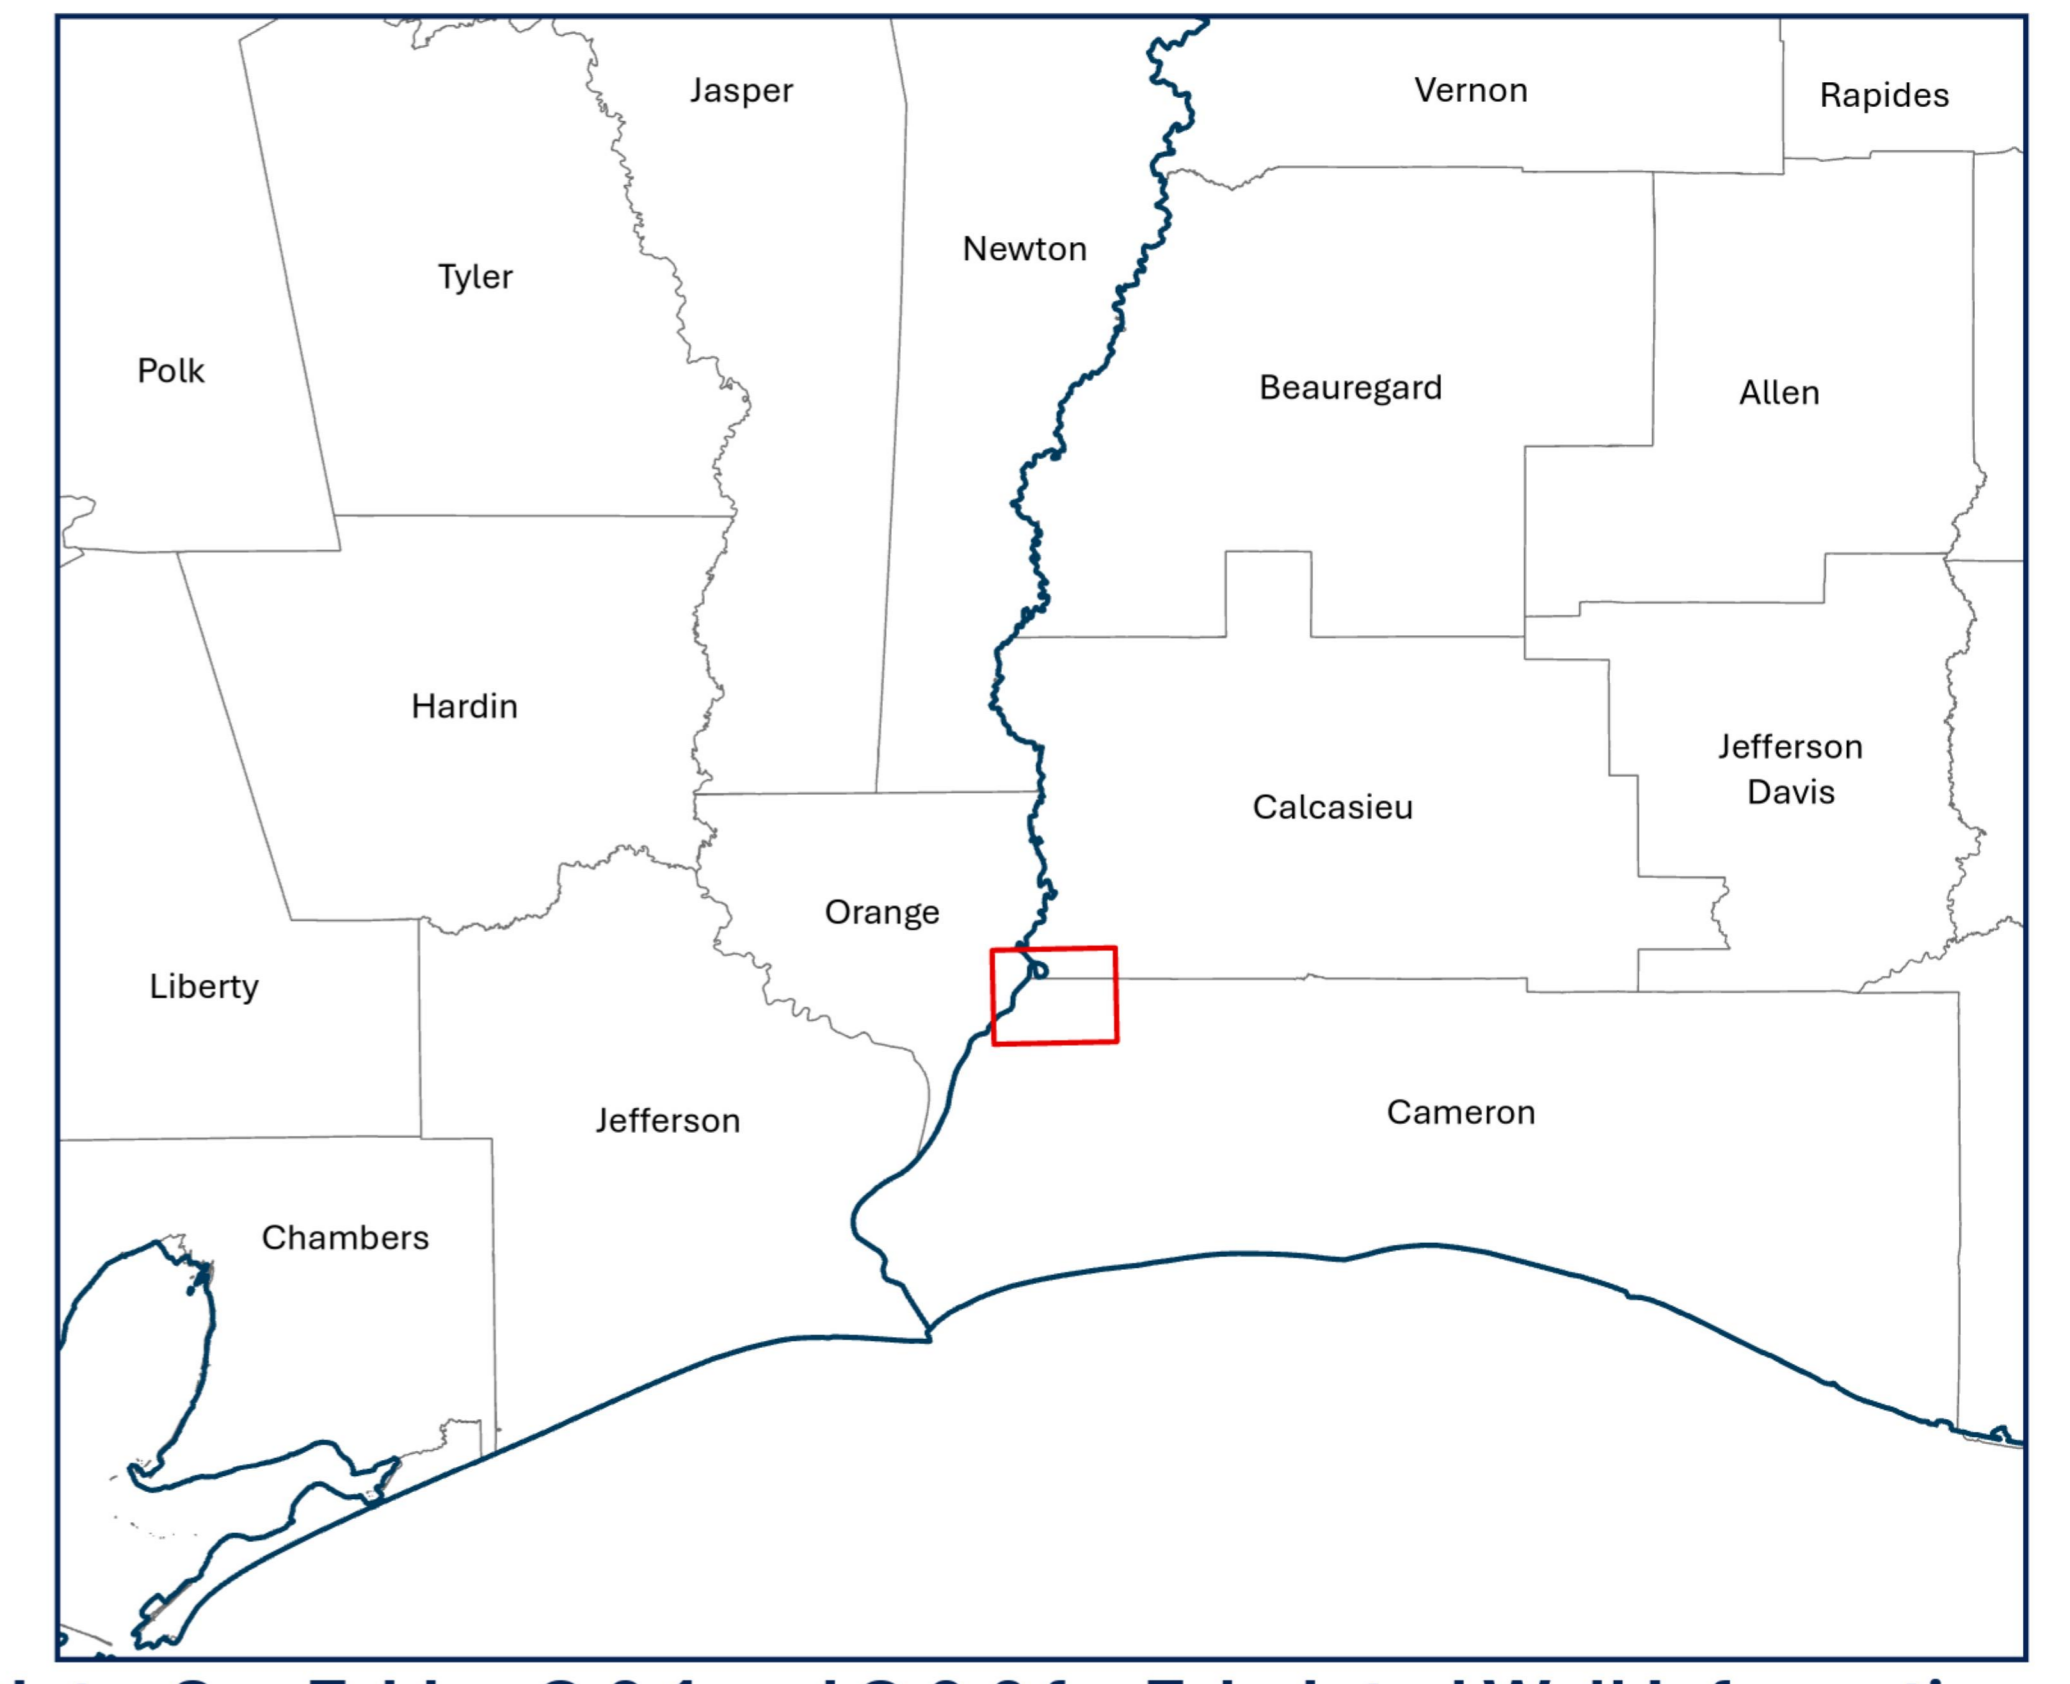 Jasper
Vernon
Rapides
Newton
Tyler
Polk
Beauregard
Allen
Hardin
Jefferson
Davis
Calcasieu
Orange
Liberty
Jefferson
Cameron
Chambers